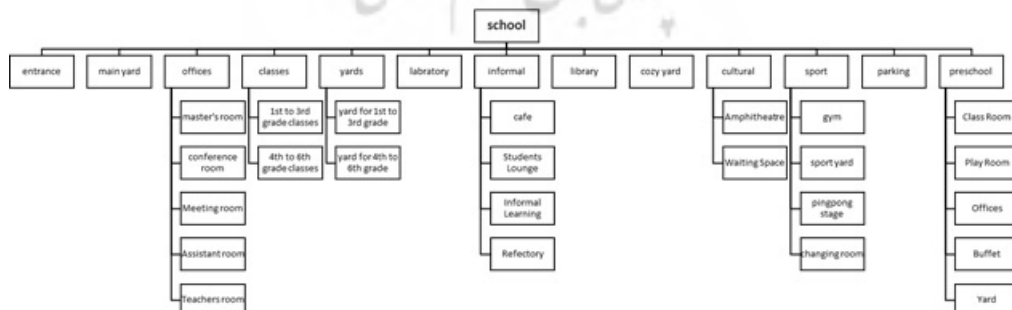 school
entrance
main yard
offices
classes
yards
labratory
informal
library
cozy yard
cultural
sport
parking
preschool
master's room
conference
room
Meeting room
Assistant room
Teachers room
1st to 3rd
grade classes
4th to 6th
grade classes
yard for 1st to
3rd grade
yard for 4th to
6th grade
cafe
Students
Lounge
Informal
Learning
Refectory
Amphitheatre
Waiting Space
gym
sport yard
pingpong
stage
changing room
Class Room
Play Room
Offices
Buffet
Yard